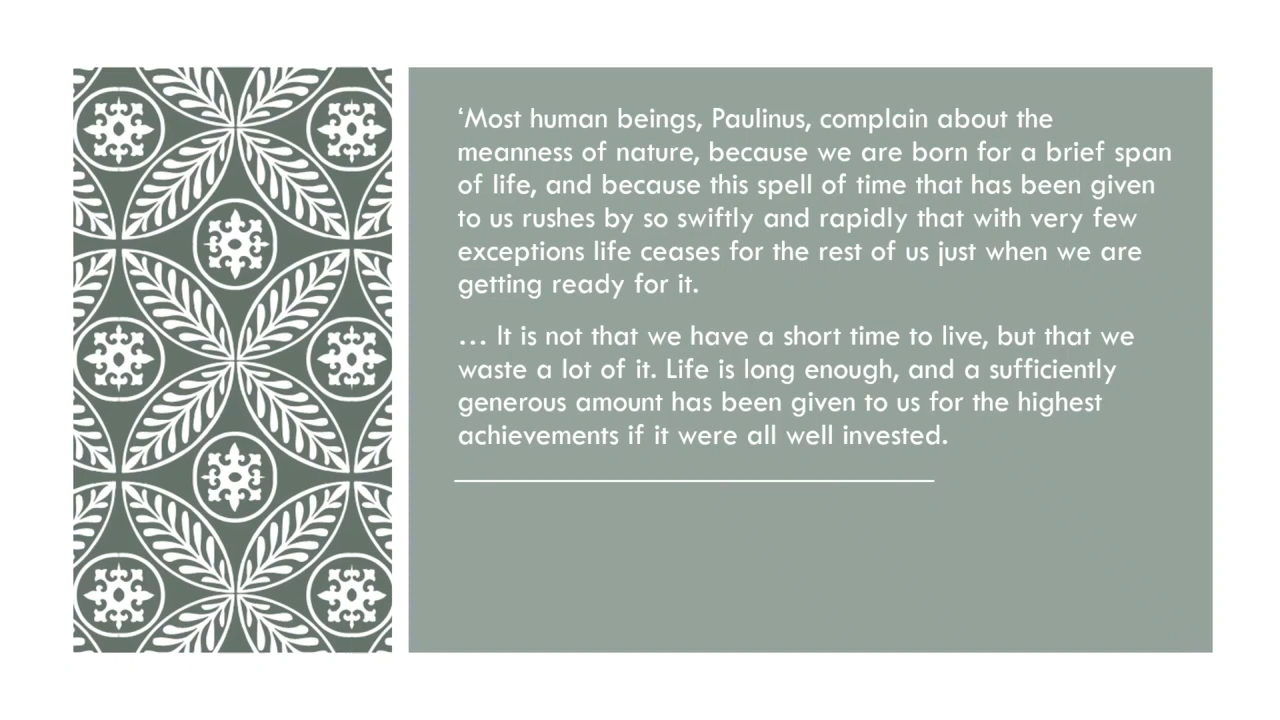 ‘Most human beings, Paulinus, complain about the
meanness of nature, because we are born for a brief span
of life, and because this spell of time that has been given
to us rushes by so swiftly and rapidly that with very few
exceptions life ceases for the rest of us just when we are
getting ready for it.
… It is not that we have a short time to live, but that we
waste a lot of it. Life is long enough, and a sufficiently
generous amount has been given to us for the highest
achievements if it were all well invested.